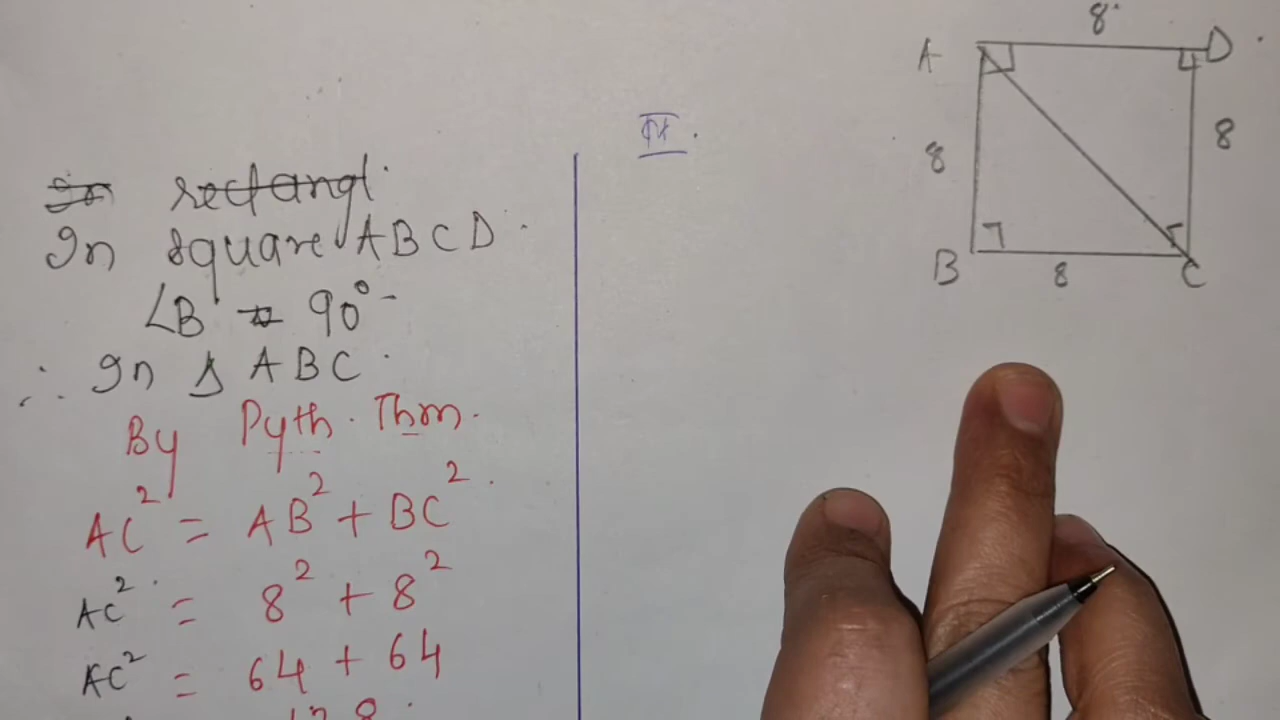 In rectangl.
In square ABCD.
∠B = 90°
∴ In Δ ABC.
By Pyth. Thm.
AC² = AB² + BC².
AC² = 8² + 8²
AC² = 64 + 64
128.
8
A D
8 8
B 8 C